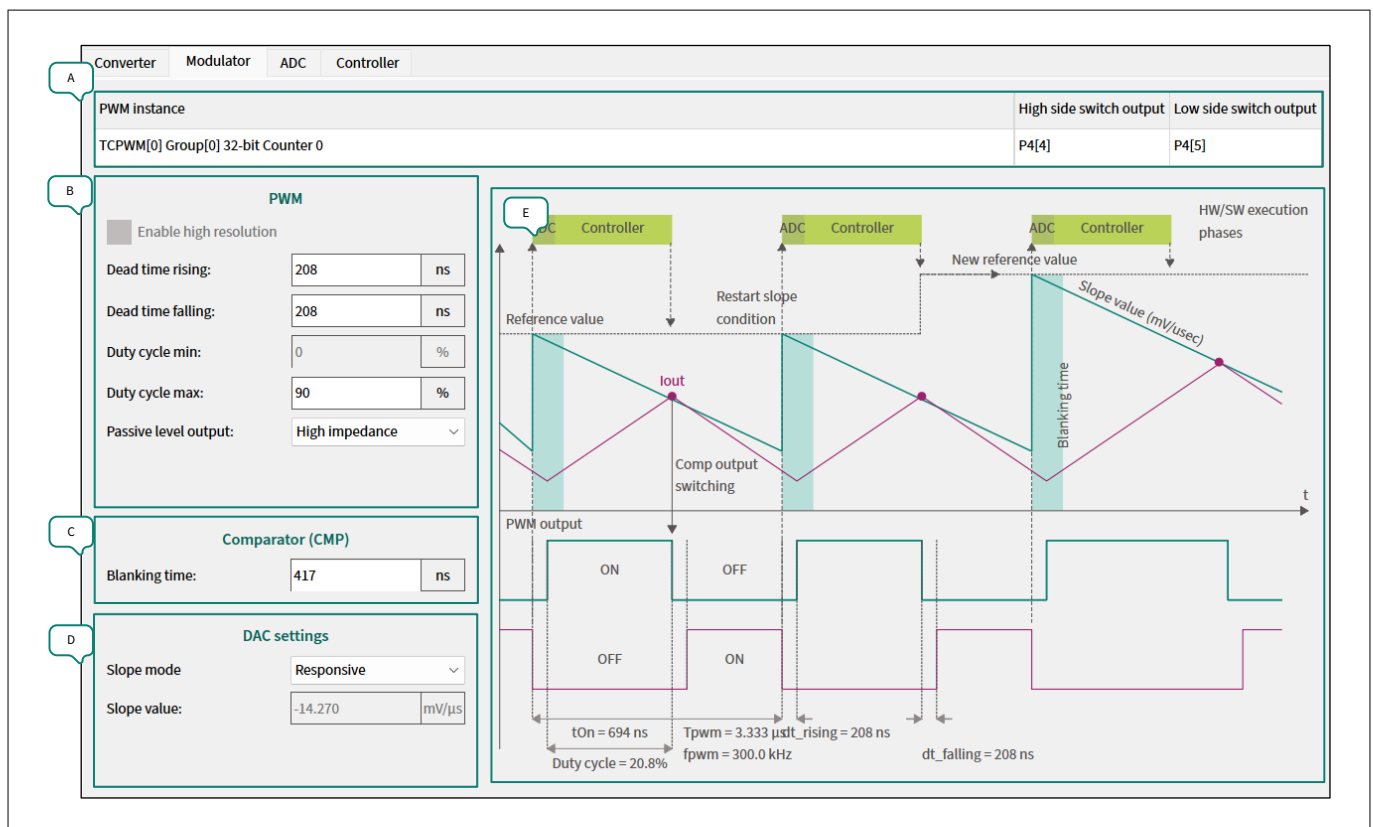 Converter Modulator ADC Controller
A
PWM instance High side switch output Low side switch output
TCPWM[0] Group[0] 32-bit Counter 0 P4[4] P4[5]
B
PWM
Enable high resolution
Dead time rising: 208 ns
Dead time falling: 208 ns
Duty cycle min: 0 %
Duty cycle max: 90 %
Passive level output: High impedance
C
Comparator (CMP)
Blanking time: 417 ns
D
DAC settings
Slope mode Responsive
Slope value: -14.270 mV/µs
E
DC Controller
ADC Controller
ADC Controller
HW/SW execution
phases
New reference value
Restart slope
condition
Reference value
Slope value (mV/usec)
Iout
Blanking time
Comp output
switching
t
PWM output
ON OFF
OFF ON
tOn = 694 ns
Duty cycle = 20.8%
Tpwm = 3.333 µs
fpwm = 300.0 kHz
dt_rising = 208 ns
dt_falling = 208 ns